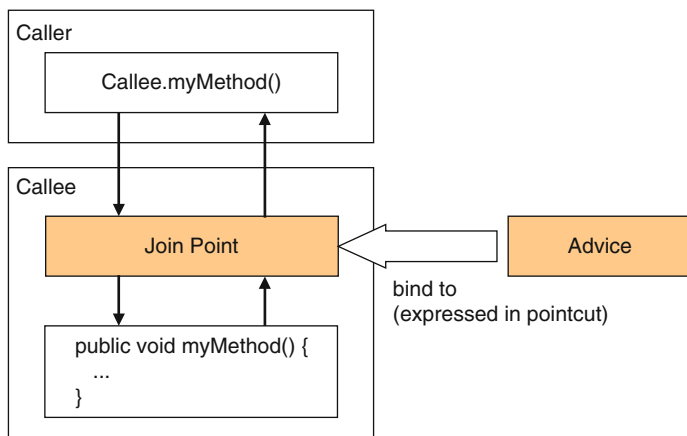 Caller
Callee.myMethod()
Callee
Join Point
Advice
bind to
(expressed in pointcut)
public void myMethod() {
...
}